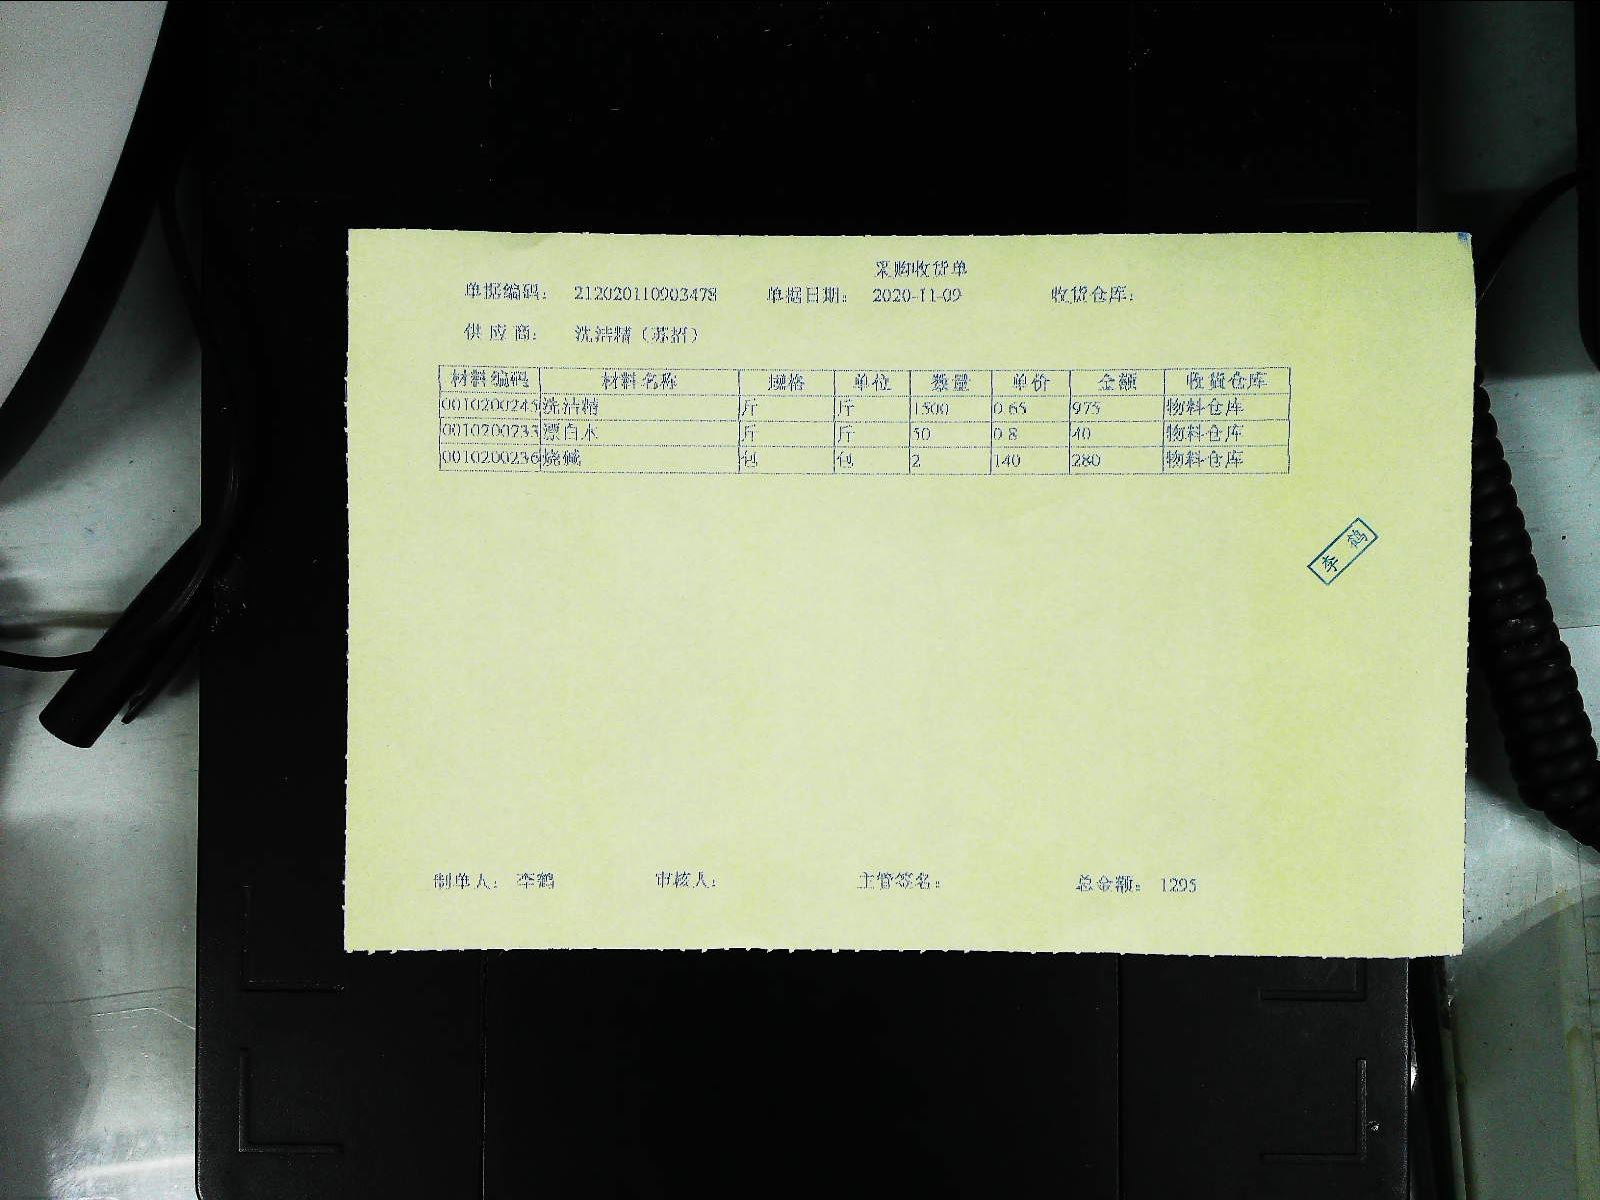 采购收货单
单据编码： 212020110903478 单据日期： 2020-11-09 收货仓库：
供 应 商： 洗洁精（苏招）
材料编码 材料名称 规格 单位 数量 单价 金额 收货仓库
0010200245 洗洁精 斤 斤 1500 0.65 975 物料仓库
0010200233 漂白水 斤 斤 50 0.8 40 物料仓库
0010200236 烧碱 包 包 2 140 280 物料仓库
李鹤
制单人： 李鹤 审核人： 主管签名： 总金额： 1295